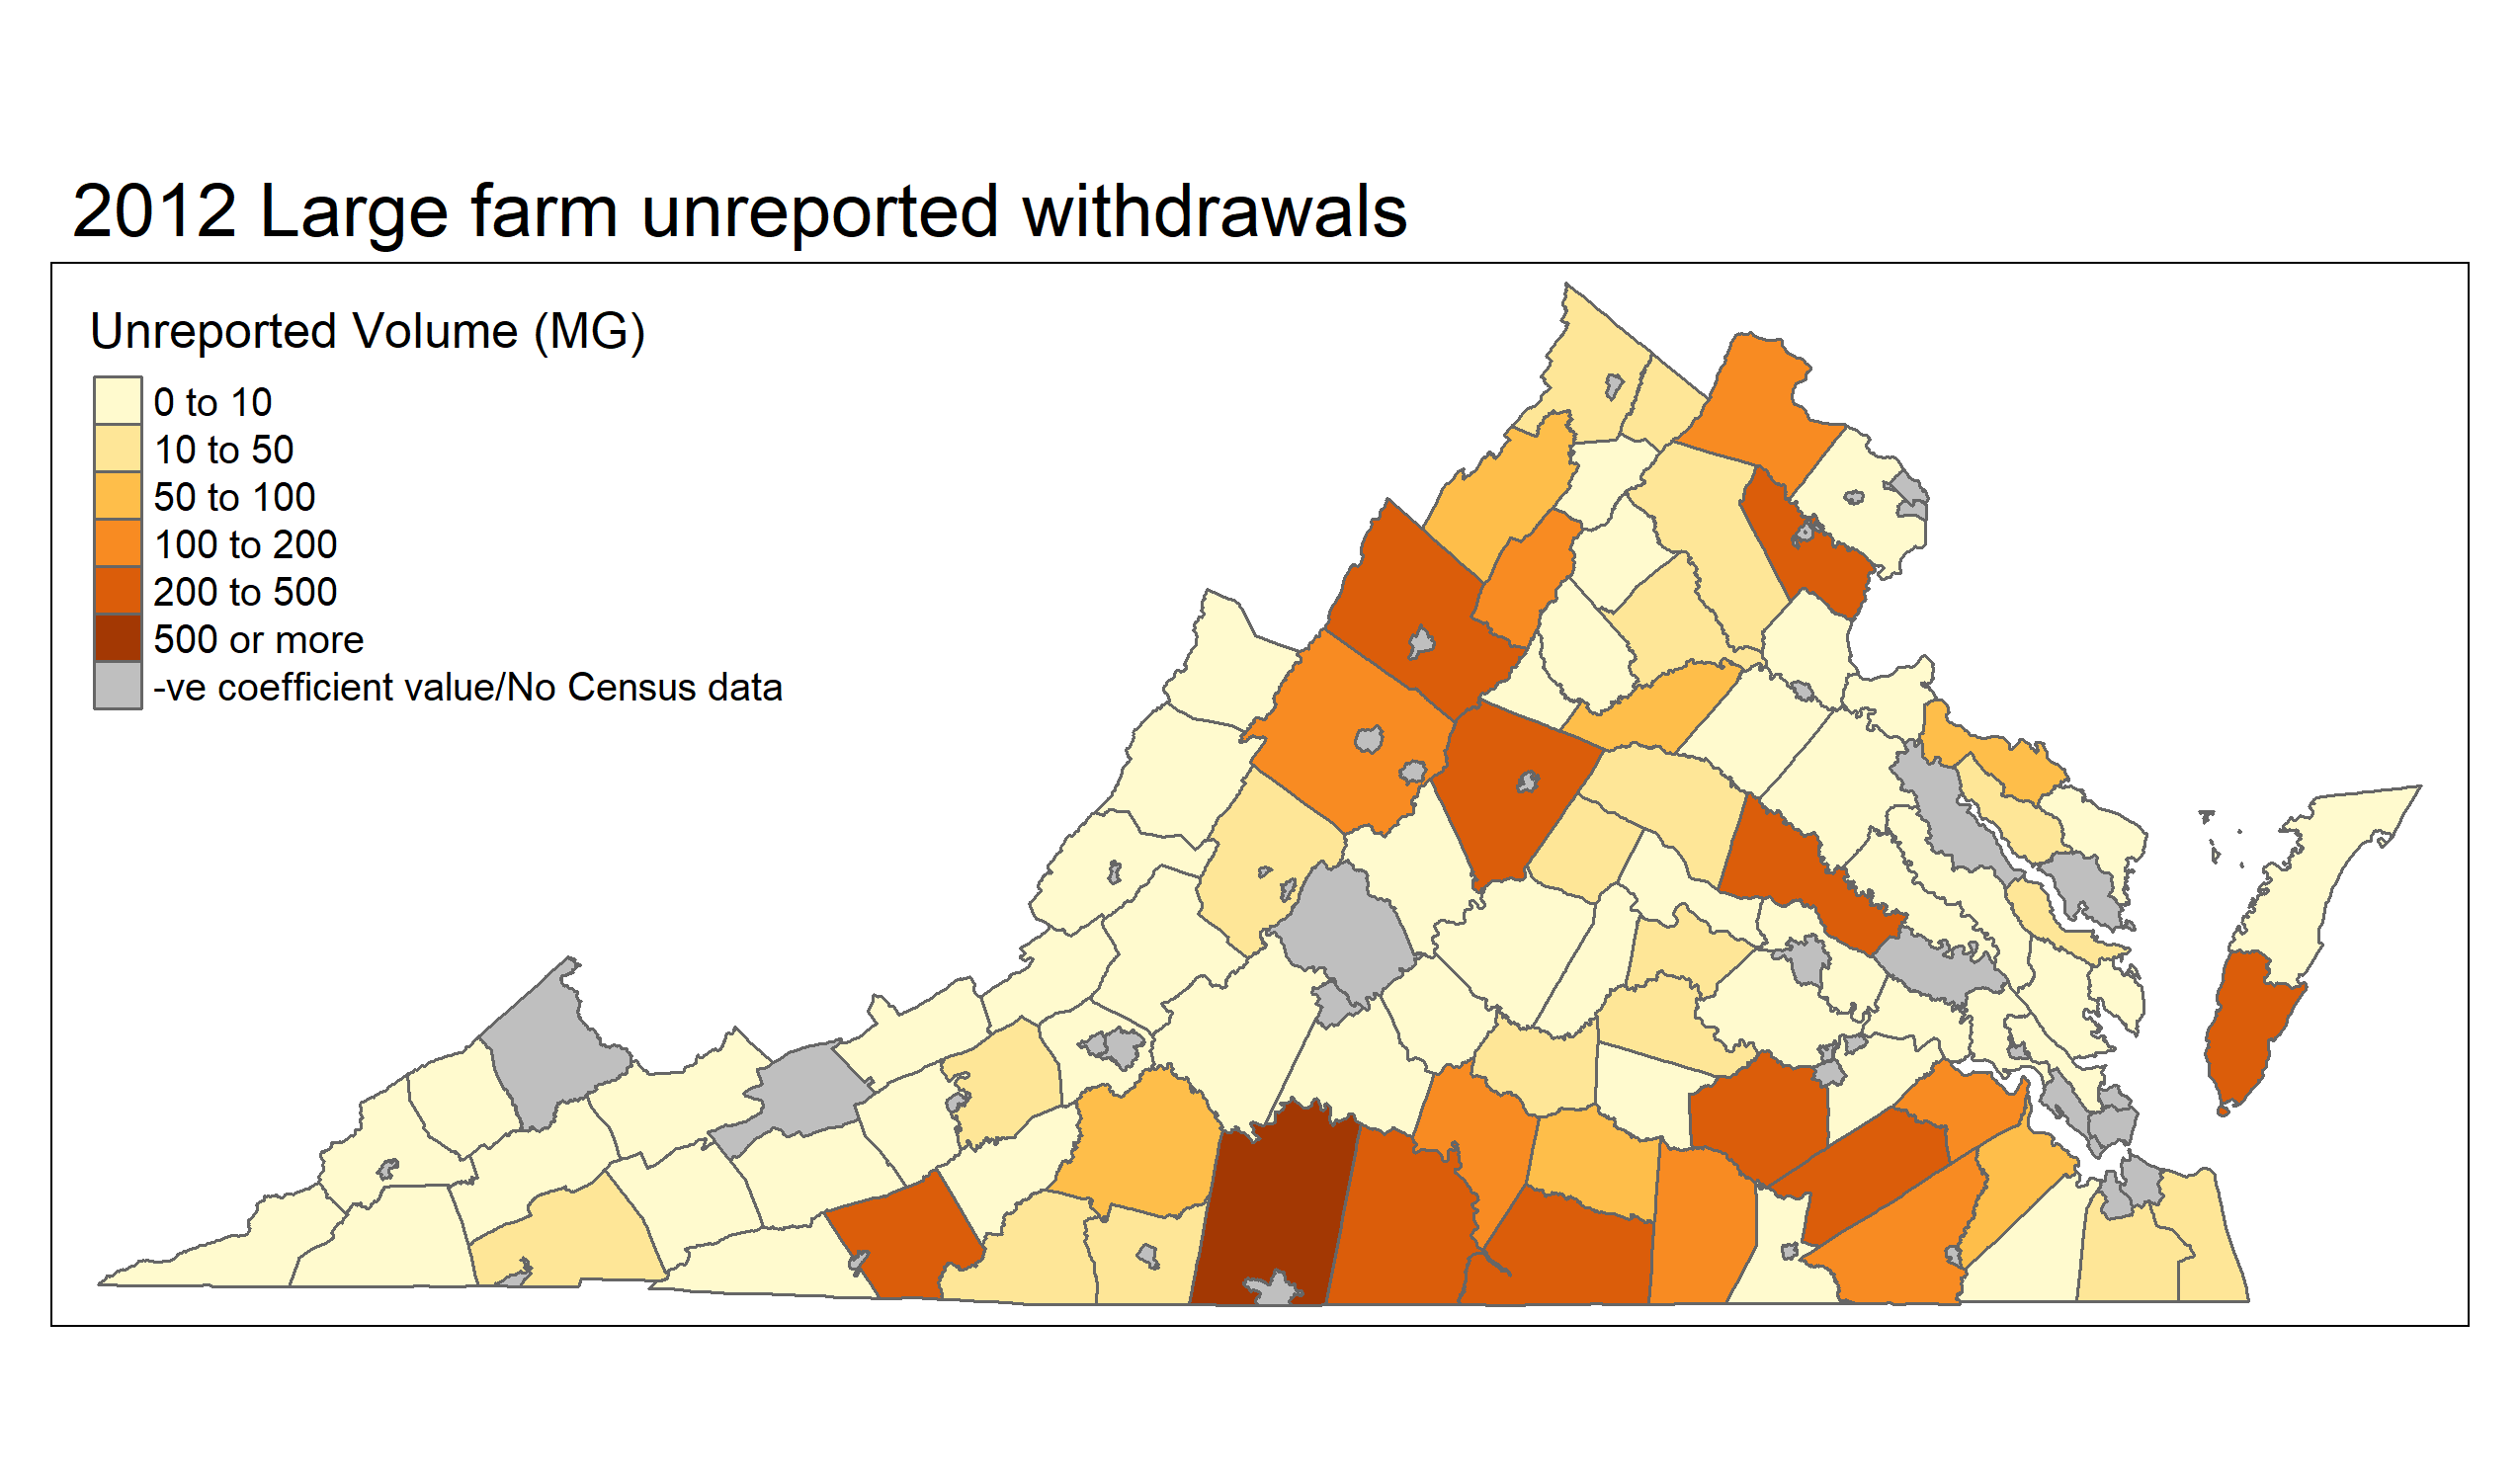 2012 Large farm unreported withdrawals
Unreported Volume (MG)
0 to 10
10 to 50
50 to 100
100 to 200
200 to 500
500 or more
-ve coefficient value/No Census data